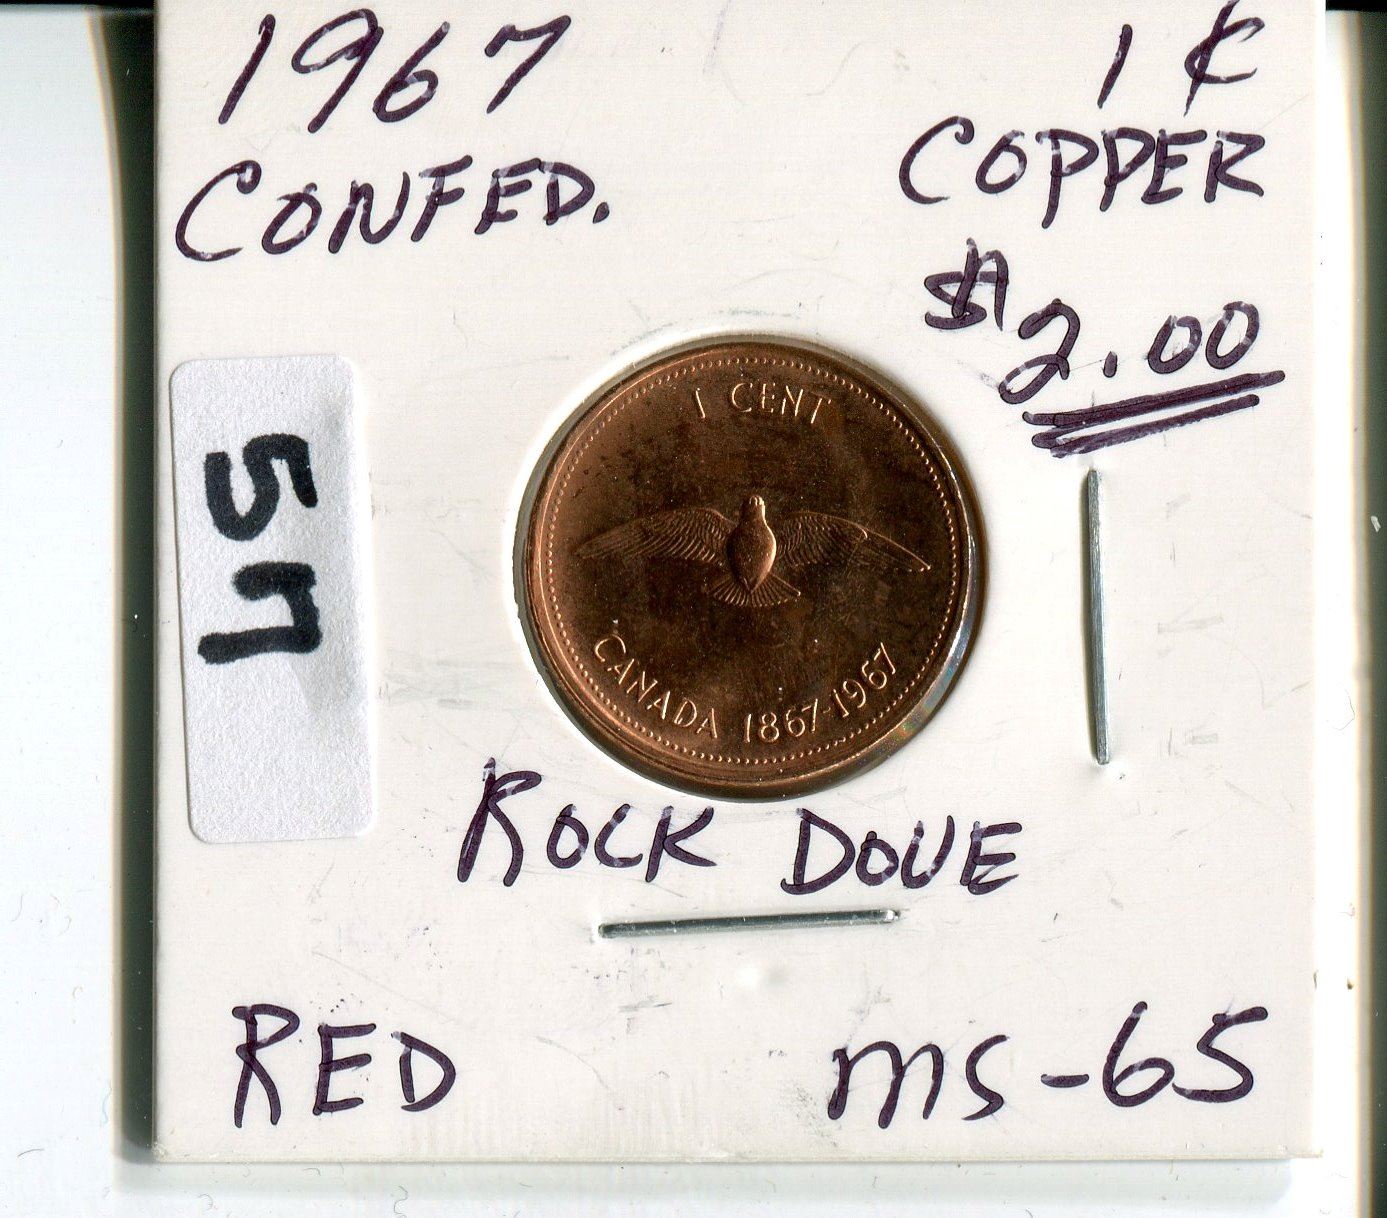 1967 1¢
CONFED. COPPER
$2.00
57
1 CENT
CANADA 1867-1967
ROCK DOVE
RED MS-65